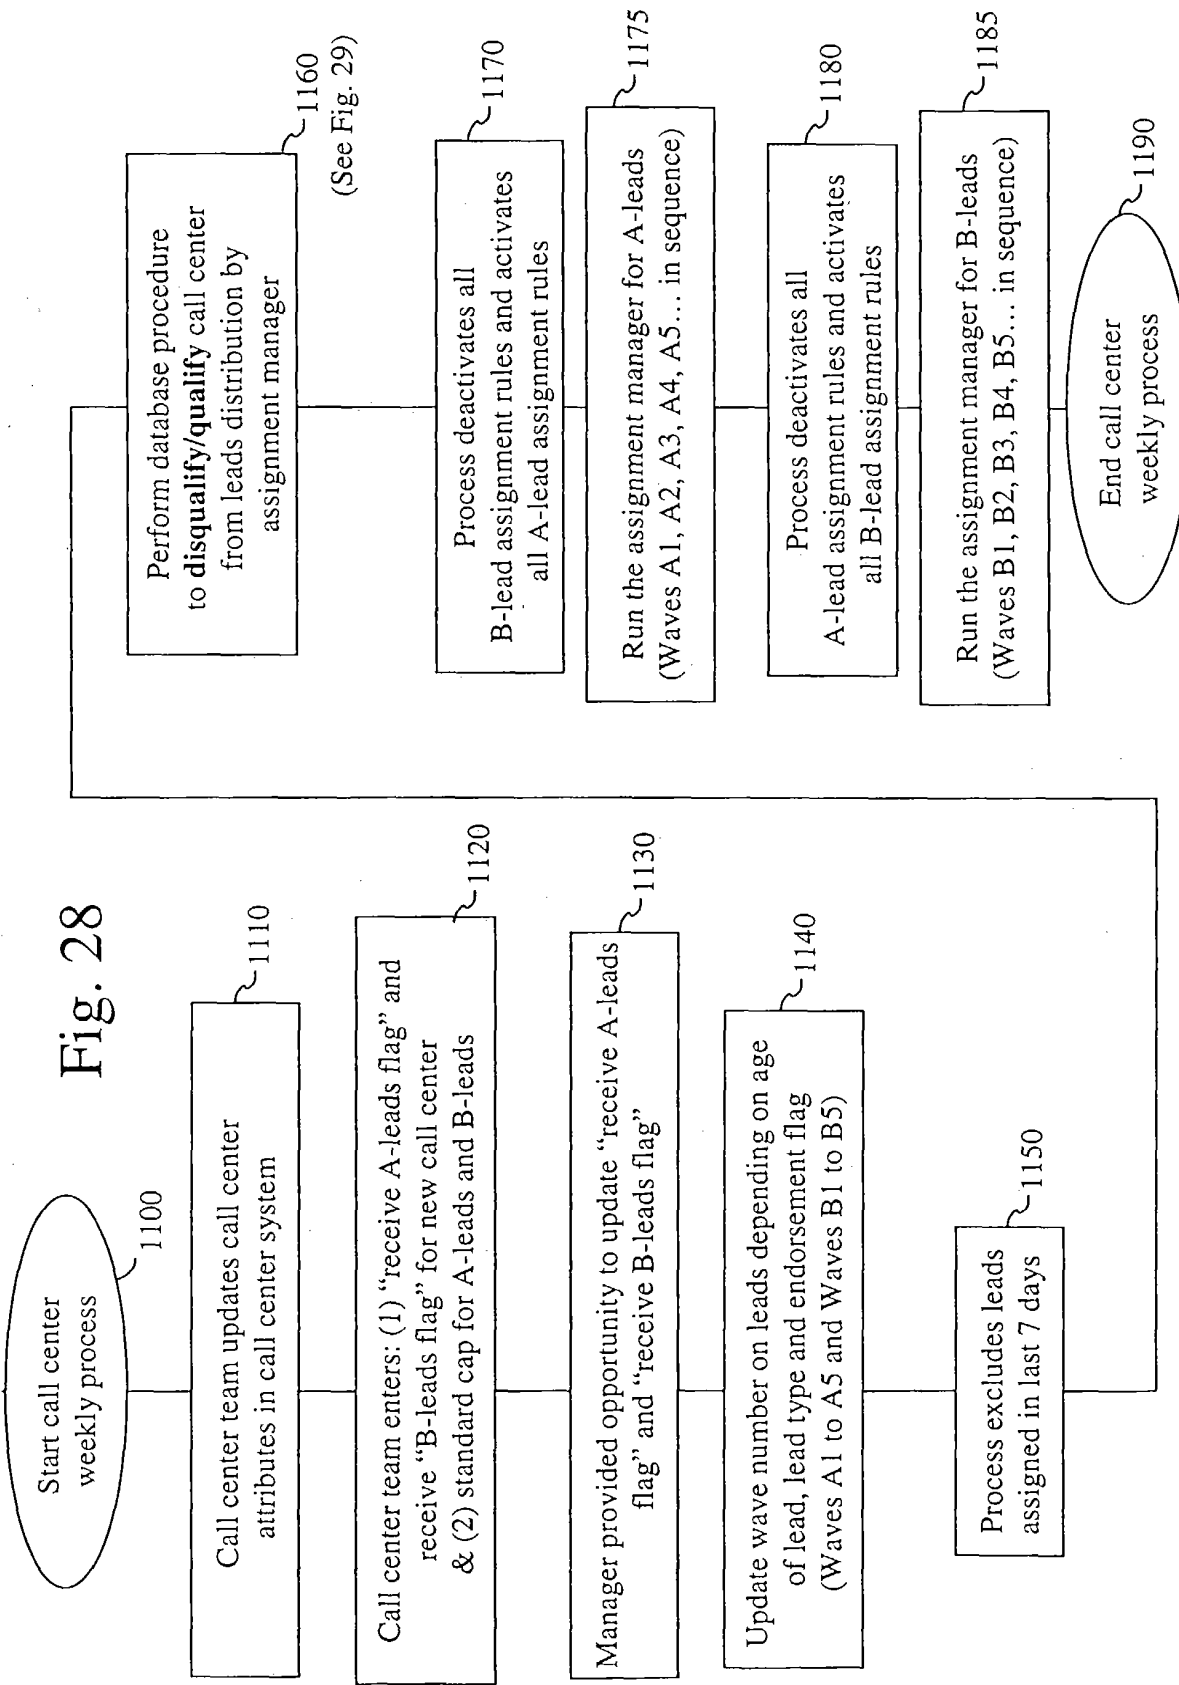 Fig. 28
Start call center
weekly process
1100
Call center team updates call center
attributes in call center system
1110
Call center team enters: (1) “receive A-leads flag” and
receive “B-leads flag” for new call center
& (2) standard cap for A-leads and B-leads
1120
Manager provided opportunity to update “receive A-leads
flag” and “receive B-leads flag”
1130
Update wave number on leads depending on age
of lead, lead type and endorsement flag
(Waves A1 to A5 and Waves B1 to B5)
1140
Process excludes leads
assigned in last 7 days
1150
Perform database procedure
to disqualify/qualify call center
from leads distribution by
assignment manager
1160
(See Fig. 29)
Process deactivates all
B-lead assignment rules and activates
all A-lead assignment rules
1170
Run the assignment manager for A-leads
(Waves A1, A2, A3, A4, A5... in sequence)
1175
Process deactivates all
A-lead assignment rules and activates
all B-lead assignment rules
1180
Run the assignment manager for B-leads
(Waves B1, B2, B3, B4, B5... in sequence)
1185
End call center
weekly process
1190